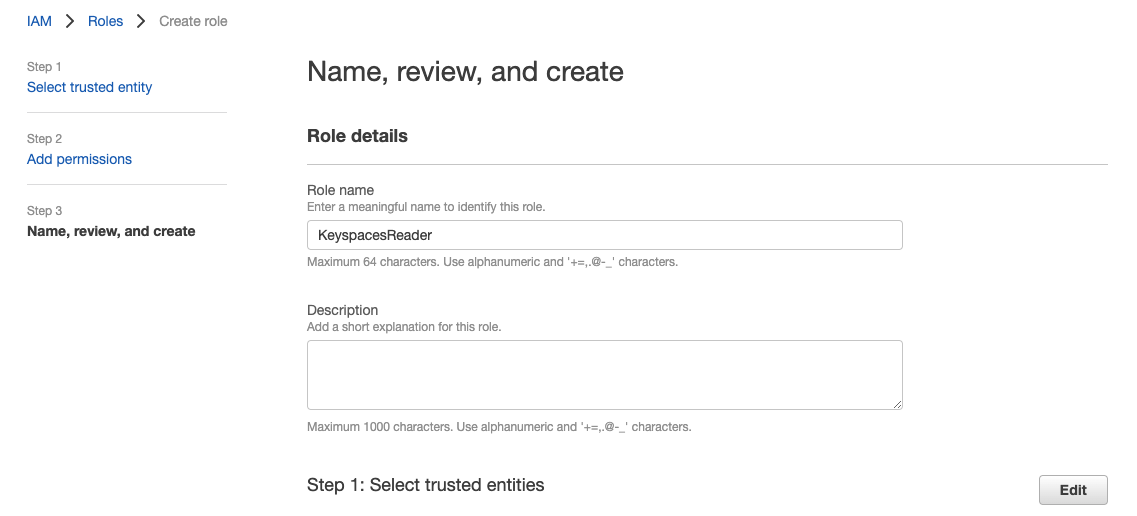 IAM > Roles > Create role
Step 1
Select trusted entity
Step 2
Add permissions
Step 3
Name, review, and create
Name, review, and create
Role details
Role name
Enter a meaningful name to identify this role.
KeyspacesReader
Maximum 64 characters. Use alphanumeric and '+=,.@-_' characters.
Description
Add a short explanation for this role.
Maximum 1000 characters. Use alphanumeric and '+=,.@-_' characters.
Step 1: Select trusted entities
Edit